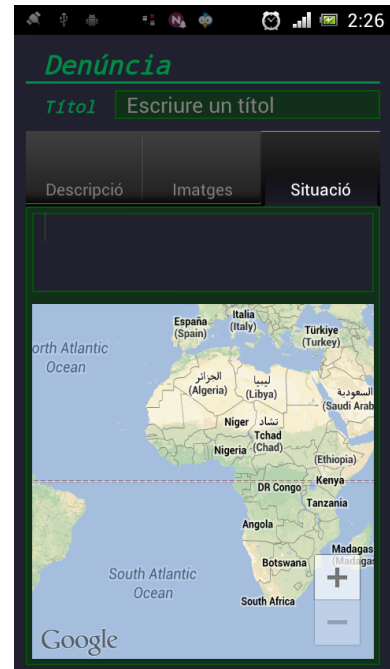 2:26
Denúncia
Títol Escriure un títol
Descripció Imatges Situació
España
(Spain)
Italia
(Italy)
Türkiye
(Turkey)
orth Atlantic
Ocean
الجزائر
(Algeria)
ليبيا
(Libya)
السعودية
(Saudi Arab
Niger
تشاد
Tchad
(Chad)
Nigeria
(Ethiopia)
DR Congo
Kenya
Tanzania
Angola
Madagas
(Madagas
Botswana
South Atlantic
Ocean
South Africa
+
−
Google